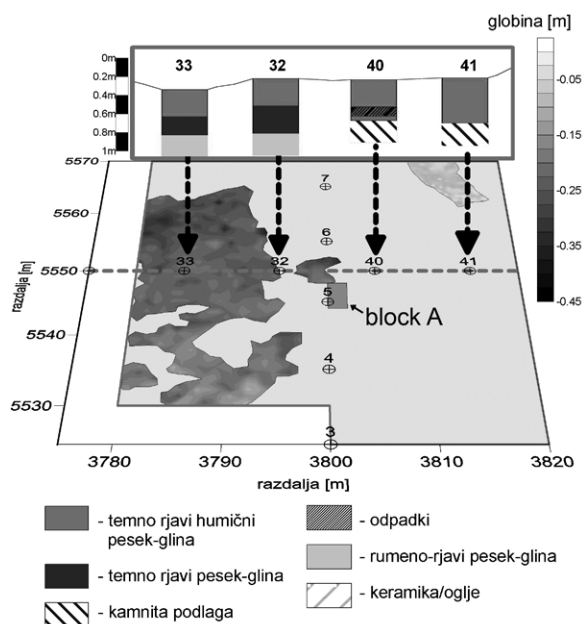 globina [m]
0m
0.2m
0.4m
0.6m
0.8m
1m
33
32
40
41
-0.05
-0.15
-0.25
-0.35
-0.45
5570
5560
5550
5540
5530
razdalja [m]
7
6
33
32
40
41
5
block A
4
3
3780
3790
3800
3810
3820
razdalja [m]
- temno rjavi humični
pesek-glina
- temno rjavi pesek-glina
- kamnita podlaga
- odpadki
- rumeno-rjavi pesek-glina
- keramika/oglje